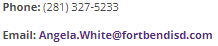 Phone: (281) 327-5233
Email: Angela.White@fortbendisd.com